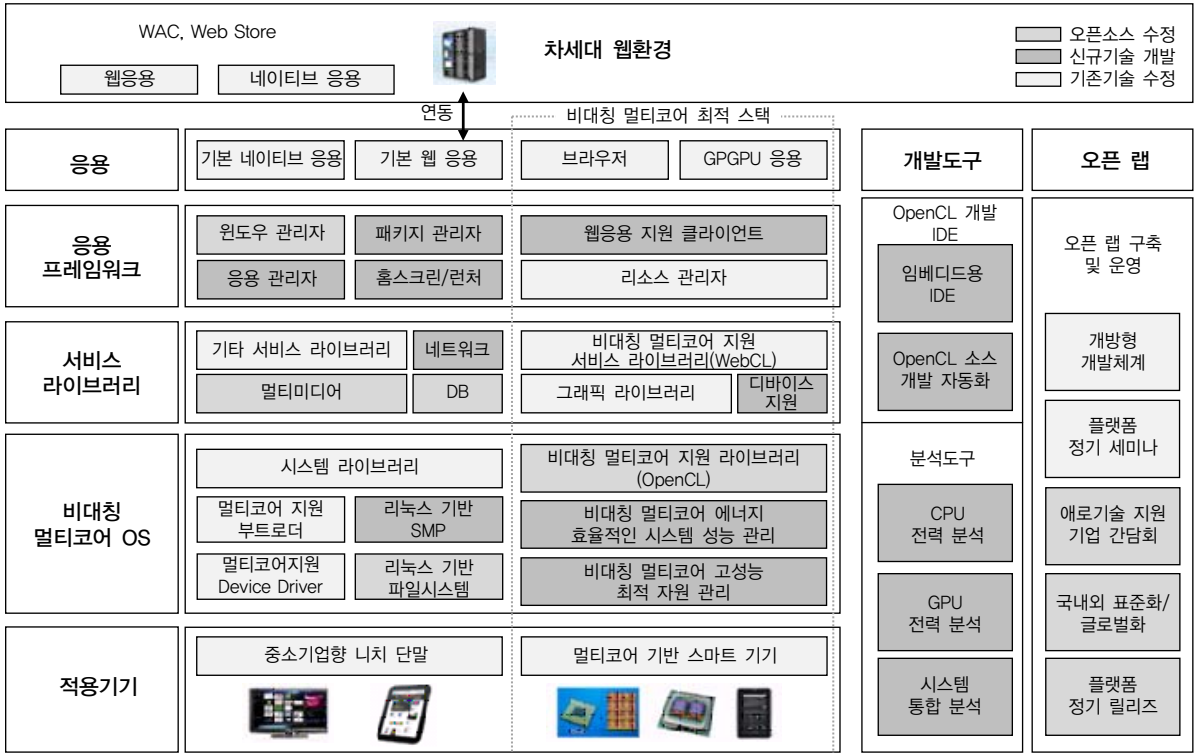 WAC, Web Store
웹응용
네이티브 응용
차세대 웹환경
오픈소스 수정
신규기술 개발
기존기술 수정
연동
비대칭 멀티코어 최적 스택
응용
기본 네이티브 응용
기본 웹 응용
브라우저
GPGPU 응용
응용
프레임워크
윈도우 관리자
패키지 관리자
웹응용 지원 클라이언트
응용 관리자
홈스크린/런처
리소스 관리자
서비스
라이브러리
기타 서비스 라이브러리
네트워크
비대칭 멀티코어 지원
서비스 라이브러리(WebCL)
멀티미디어
DB
그래픽 라이브러리
디바이스
지원
비대칭
멀티코어 OS
시스템 라이브러리
비대칭 멀티코어 지원 라이브러리
(OpenCL)
멀티코어 지원
부트로더
리눅스 기반
SMP
비대칭 멀티코어 에너지
효율적인 시스템 성능 관리
멀티코어지원
Device Driver
리눅스 기반
파일시스템
비대칭 멀티코어 고성능
최적 자원 관리
적용기기
중소기업향 니치 단말
멀티코어 기반 스마트 기기
개발도구
OpenCL 개발
IDE
임베디드용
IDE
OpenCL 소스
개발 자동화
분석도구
CPU
전력 분석
GPU
전력 분석
시스템
통합 분석
오픈 랩
오픈 랩 구축
및 운영
개방형
개발체계
플랫폼
정기 세미나
애로기술 지원
기업 간담회
국내외 표준화/
글로벌화
플랫폼
정기 릴리즈